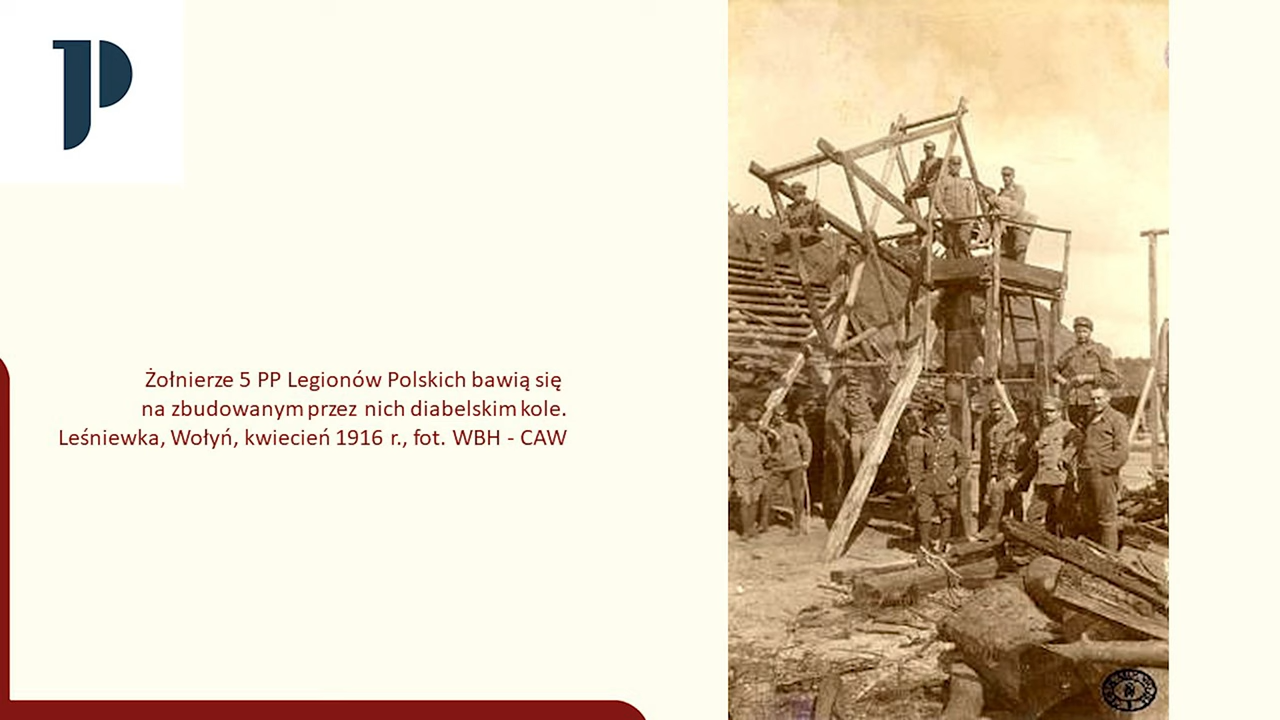 Żołnierze 5 PP Legionów Polskich bawią się
na zbudowanym przez nich diabelskim kole.
Leśniewka, Wołyń, kwiecień 1916 r., fot. WBH - CAW